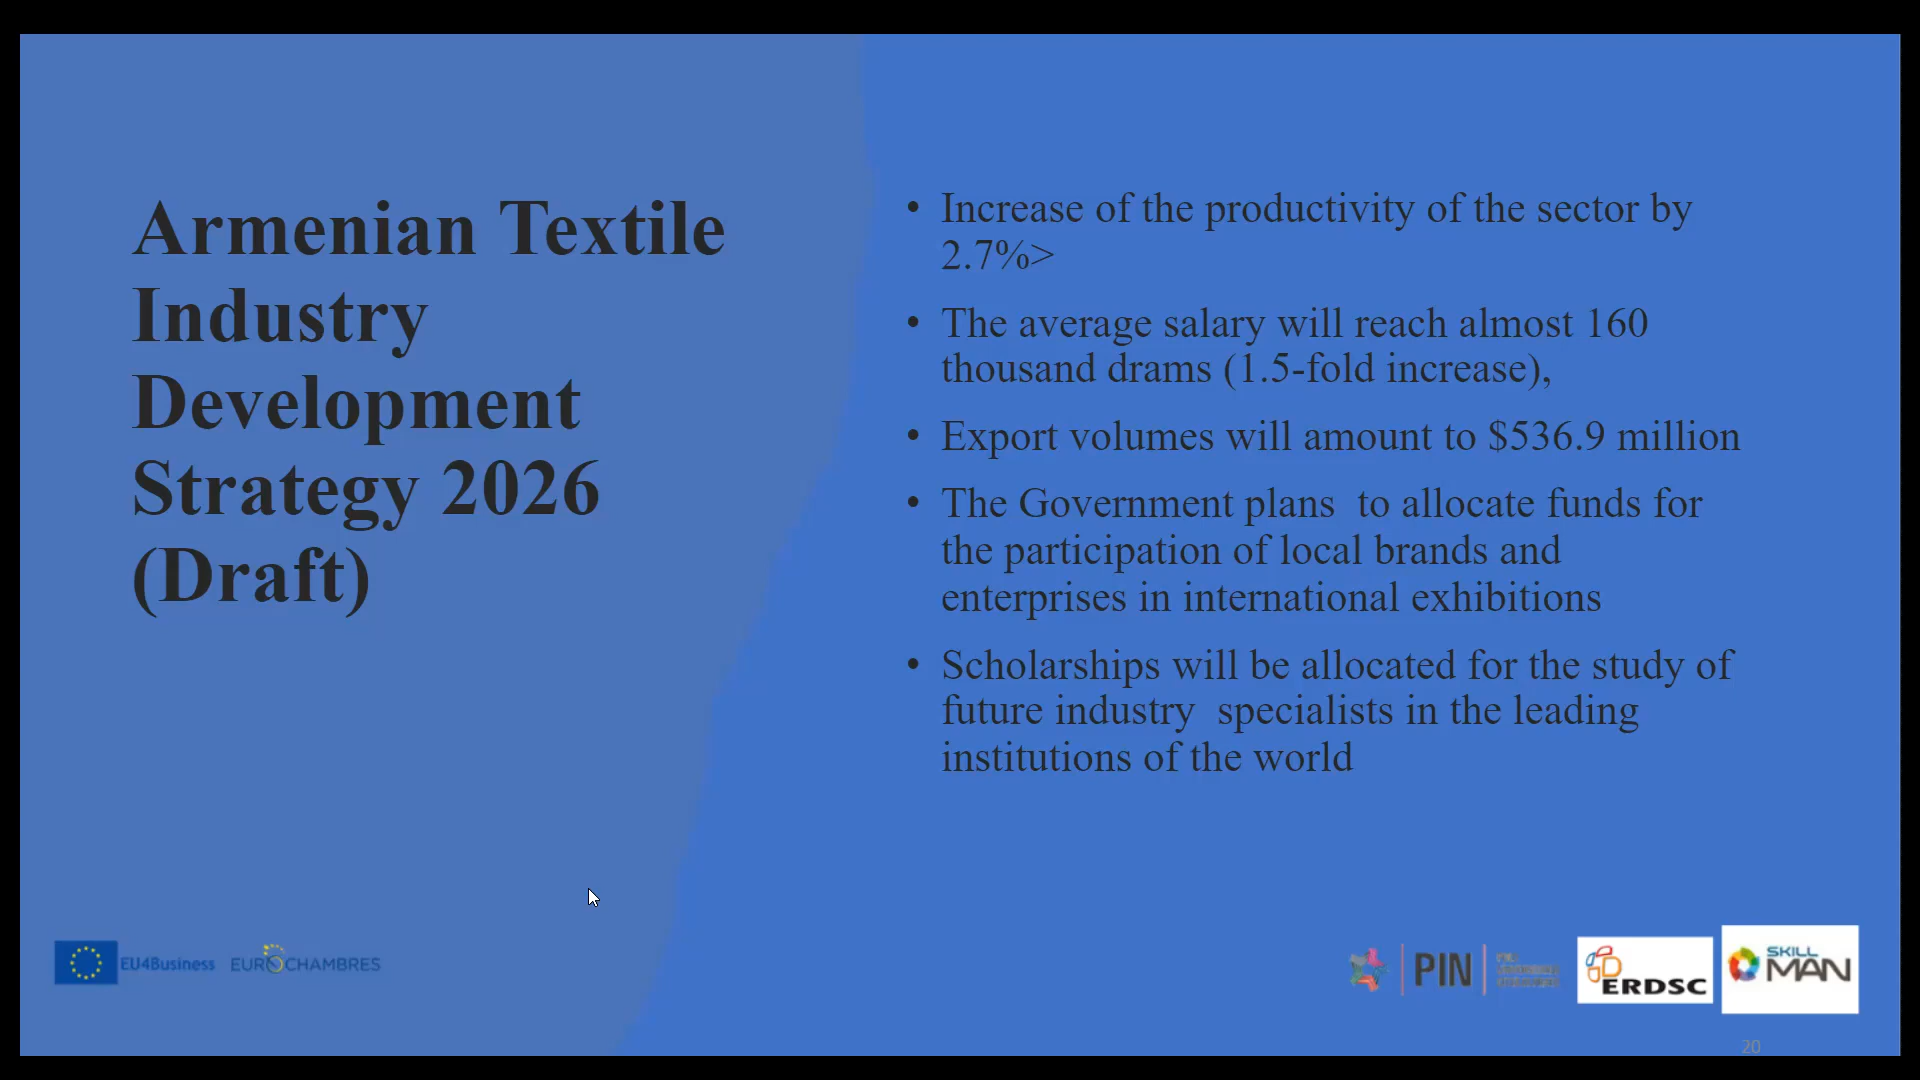 Armenian Textile
Industry
Development
Strategy 2026
(Draft)
• Increase of the productivity of the sector by
2.7%>
• The average salary will reach almost 160
thousand drams (1.5-fold increase),
• Export volumes will amount to $536.9 million
• The Government plans  to allocate funds for
the participation of local brands and
enterprises in international exhibitions
• Scholarships will be allocated for the study of
future industry  specialists in the leading
institutions of the world
EU4Business
EUROCHAMBRES
PIN
ERDSC
SKILL
MAN
20